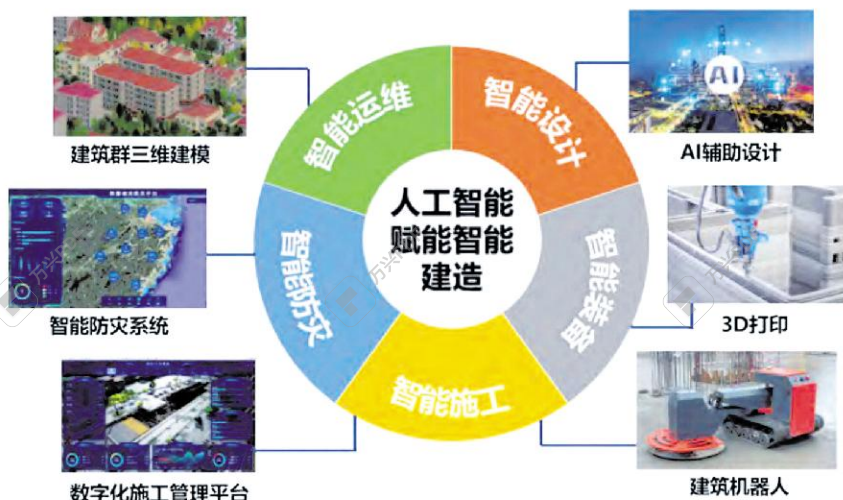 智能运维
智能设计
AI
建筑群三维建模
AI辅助设计
人工智能
赋能智能
建造
智能防灾
智能装备
智能防灾系统
3D打印
智能施工
数字化施工管理平台
建筑机器人